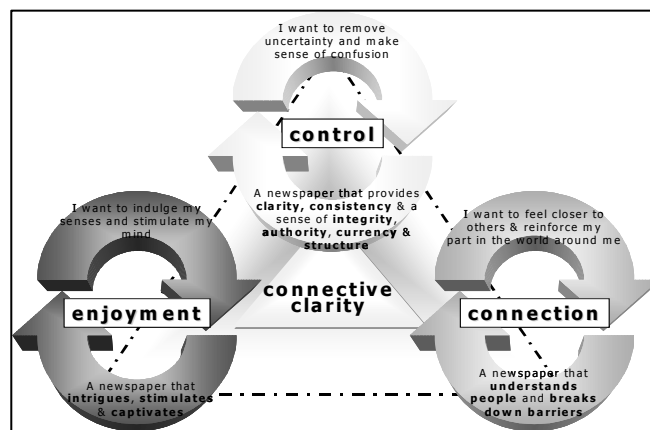 I want to remove
uncertainty and make
sense of confusion
control
A newspaper that provides
clarity, consistency & a
sense of integrity,
authority, currency &
structure
I want to indulge my
senses and stimulate my
mind
enjoyment
A newspaper that
intrigues, stimulates
& captivates
connective
clarity
I want to feel closer to
others & reinforce my
part in the world around me
connection
A newspaper that
understands
people and breaks
down barriers